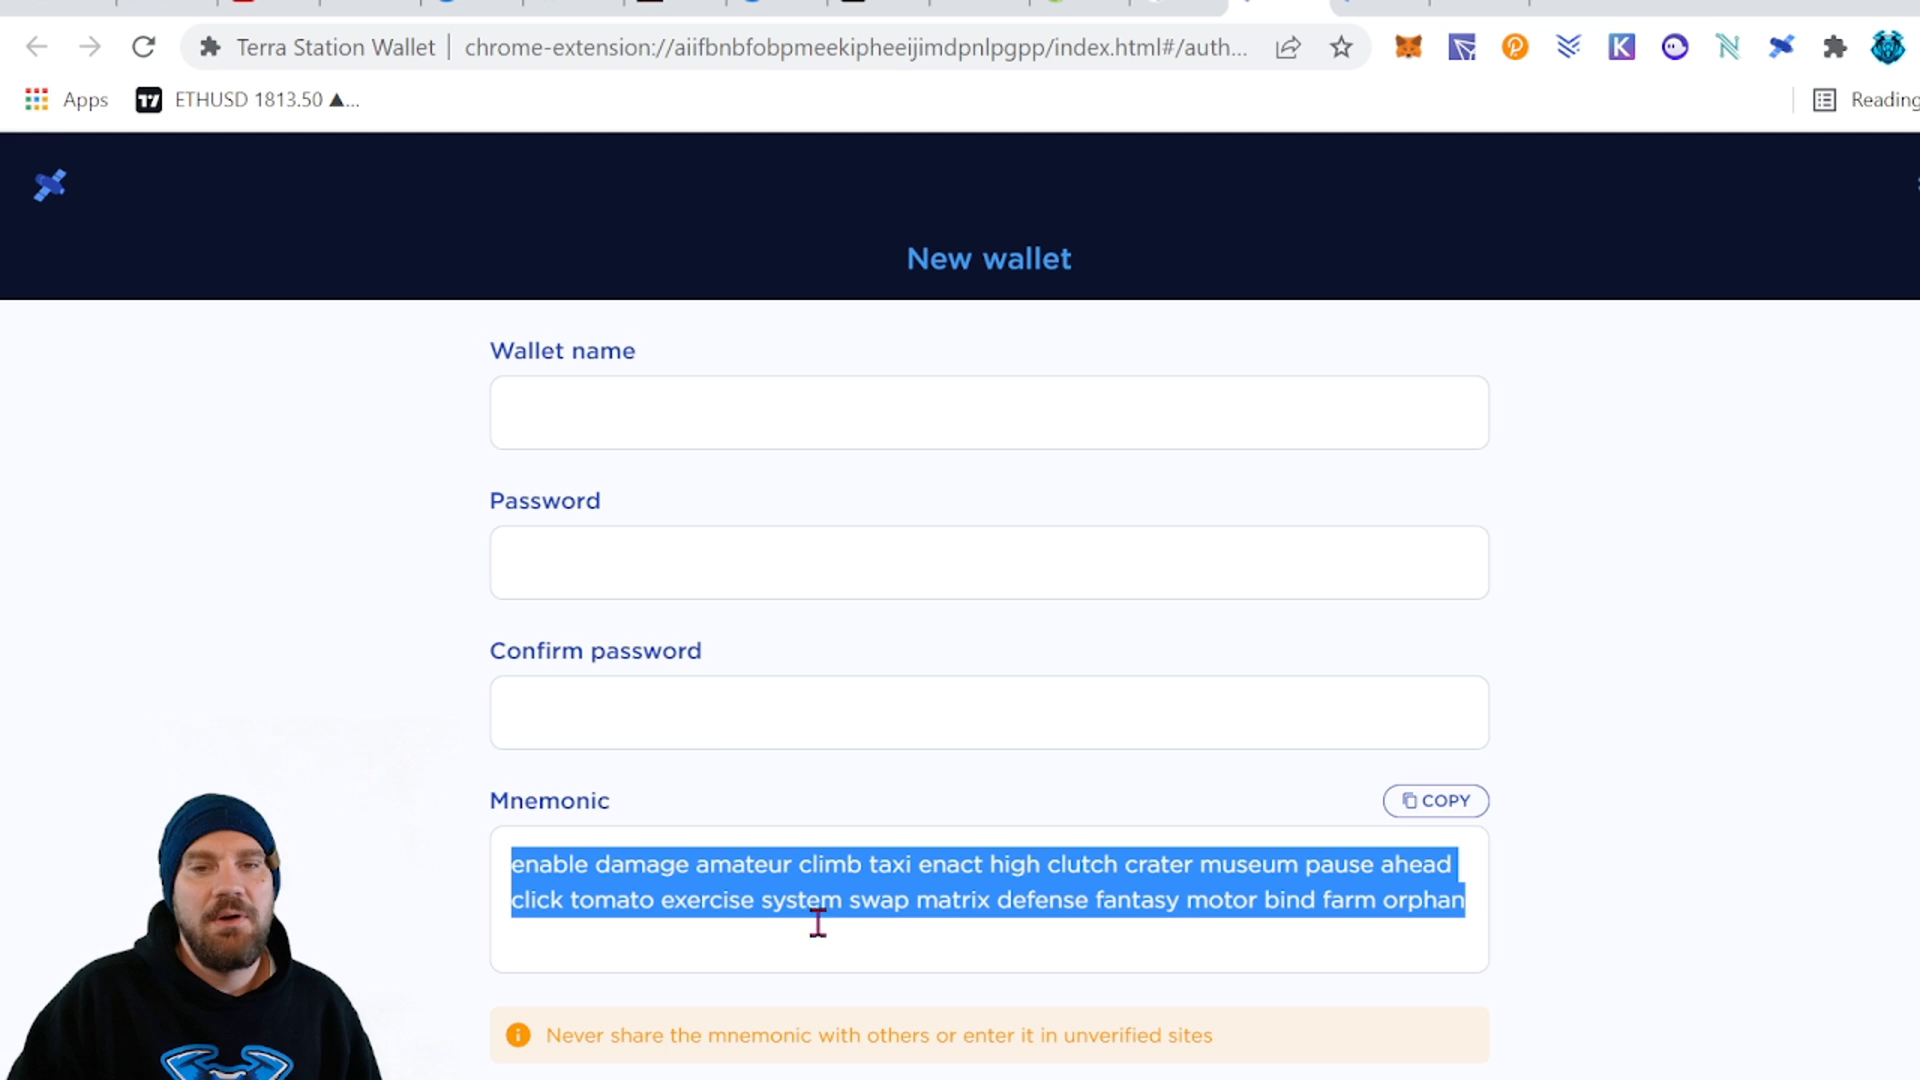 Terra Station Wallet | chrome-extension://aiifbnbfobpmeekipheeijimdpnlpgpp/index.html#/auth...
Apps ETHUSD 1813.50 ▲... Reading
New wallet
Wallet name
Password
Confirm password
Mnemonic COPY
enable damage amateur climb taxi enact high clutch crater museum pause ahead
click tomato exercise system swap matrix defense fantasy motor bind farm orphan
Never share the mnemonic with others or enter it in unverified sites